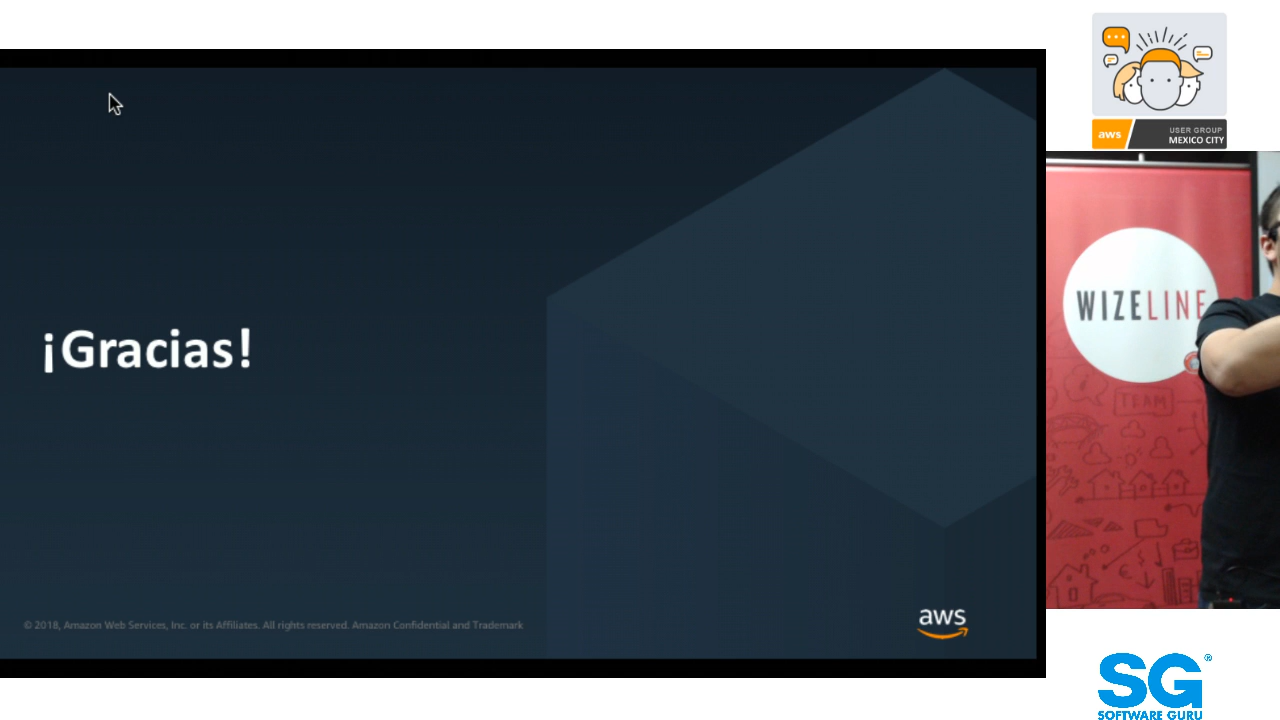 ¡Gracias!
© 2018, Amazon Web Services, Inc. or its Affiliates. All rights reserved. Amazon Confidential and Trademark
aws
aws
USER GROUP
MEXICO CITY
WIZELINE
TEAM
SG®
SOFTWARE GURU